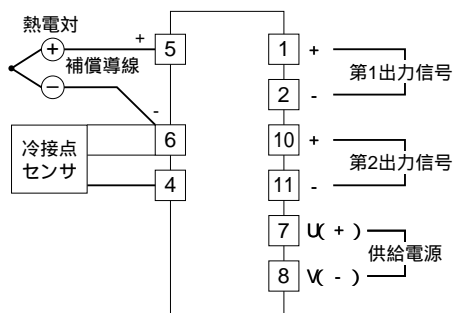 熱電対
+
補償導線
+
−
-
冷接点
センサ
5
6
4
1 +
2 -
第1出力信号
10 +
11 -
第2出力信号
7 U( + )
8 V( - )
供給電源